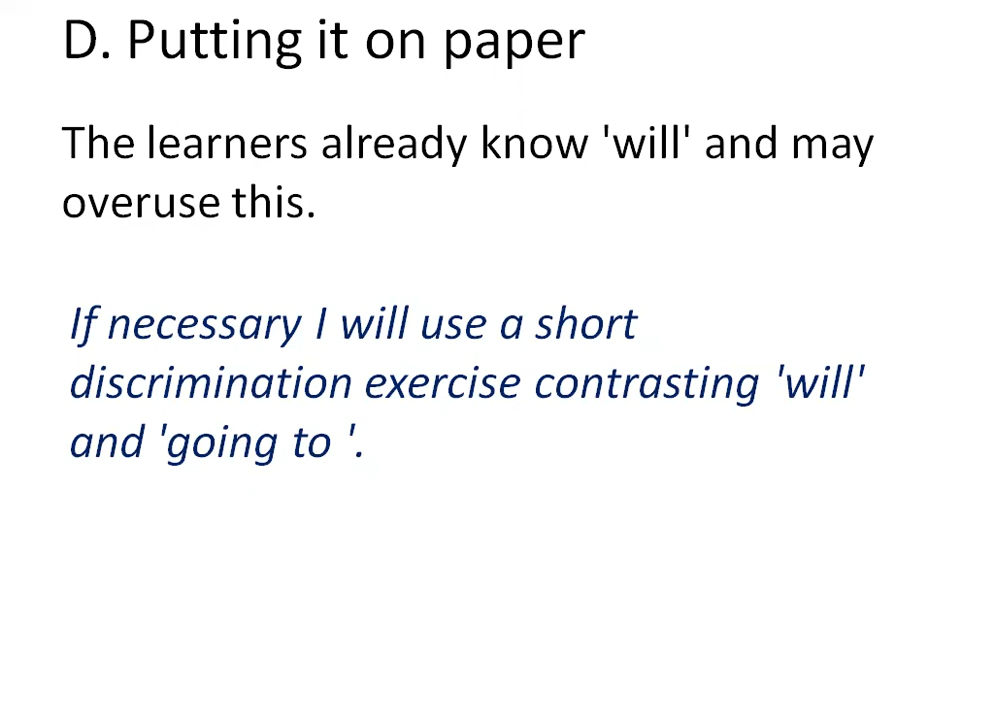 D. Putting it on paper
The learners already know 'will' and may
overuse this.
If necessary I will use a short
discrimination exercise contrasting 'will'
and 'going to '.